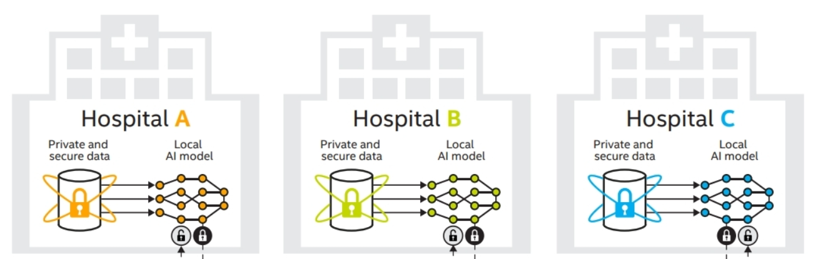 Hospital A
Private and
secure data
Local
AI model
Hospital B
Private and
secure data
Local
AI model
Hospital C
Private and
secure data
Local
AI model